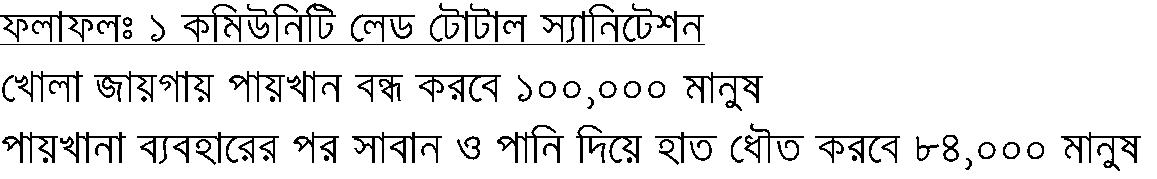 ফলাফলঃ ১ কমিউনিটি লেড টোটাল স্যানিটেশন
খোলা জায়গায় পায়খান বন্ধ করবে ১০০,০০০ মানুষ
পায়খানা ব্যবহারের পর সাবান ও পানি দিয়ে হাত ধৌত করবে ৮৪,০০০ মানুষ